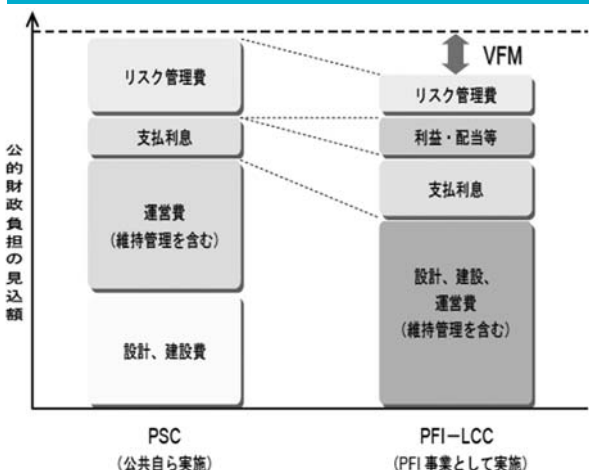 公的財政負担の見込額
リスク管理費
支払利息
運営費
(維持管理を含む)
設計、建設費
VFM
リスク管理費
利益・配当等
支払利息
設計、建設、
運営費
(維持管理を含む)
PSC
(公共自ら実施)
PFI−LCC
(PFI事業として実施)